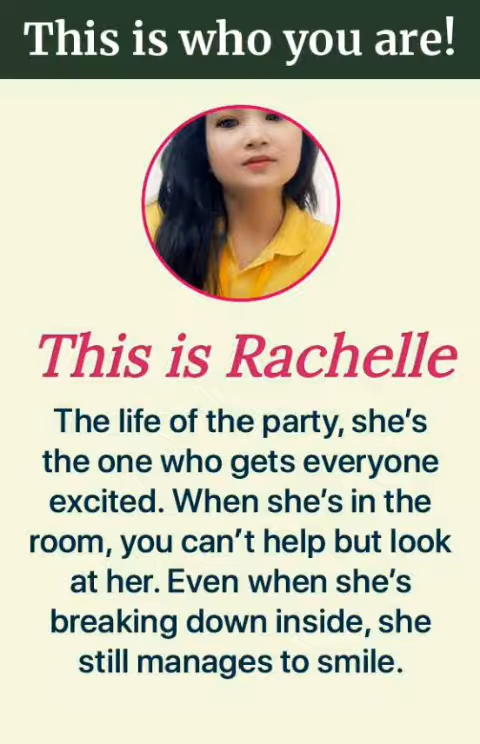 This is who you are!
This is Rachelle
The life of the party, she's
the one who gets everyone
excited. When she's in the
room, you can't help but look
at her. Even when she's
breaking down inside, she
still manages to smile.